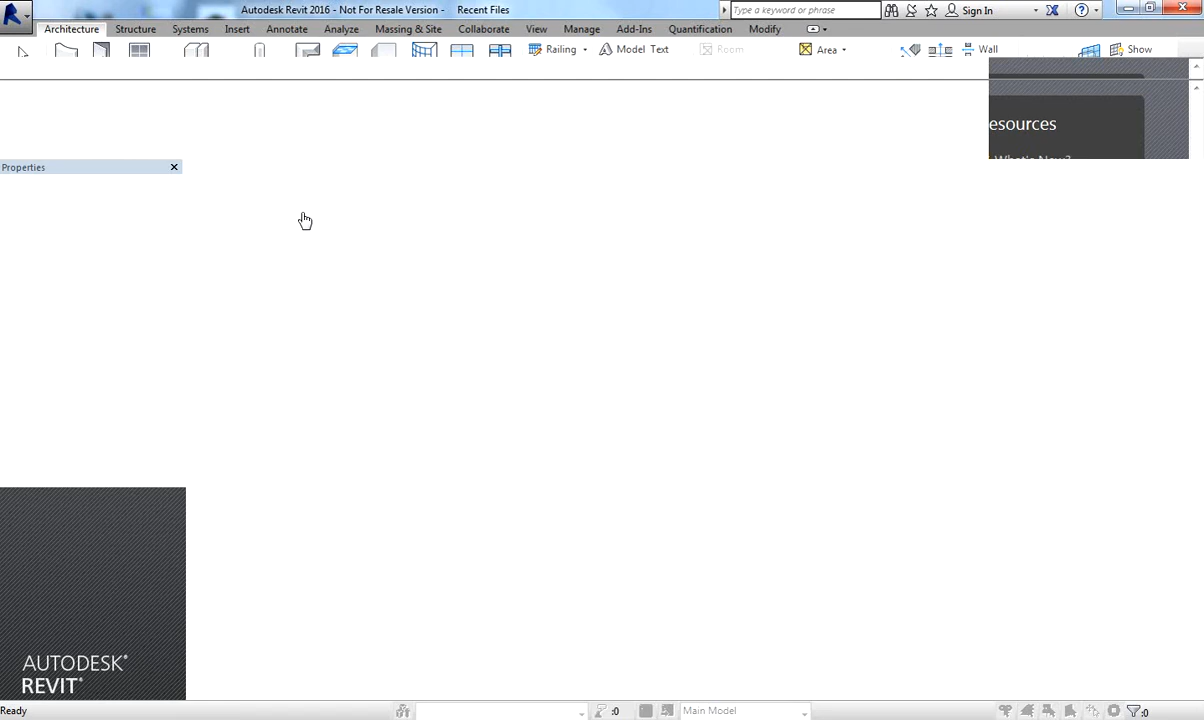 Autodesk Revit 2016 - Not For Resale Version - Recent Files
Type a keyword or phrase
Sign In
Architecture Structure Systems Insert Annotate Analyze Massing & Site Collaborate View Manage Add-Ins Quantification Modify
Railing Model Text Room Area Wall Show
esources
What's New?
Properties
AUTODESK®
REVIT®
Ready
:0
Main Model
:0